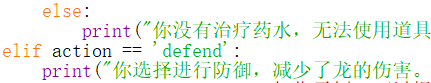 else:
print("你没有治疗药水，无法使用道具
elif action == 'defend':
print("你选择进行防御，减少了龙的伤害。